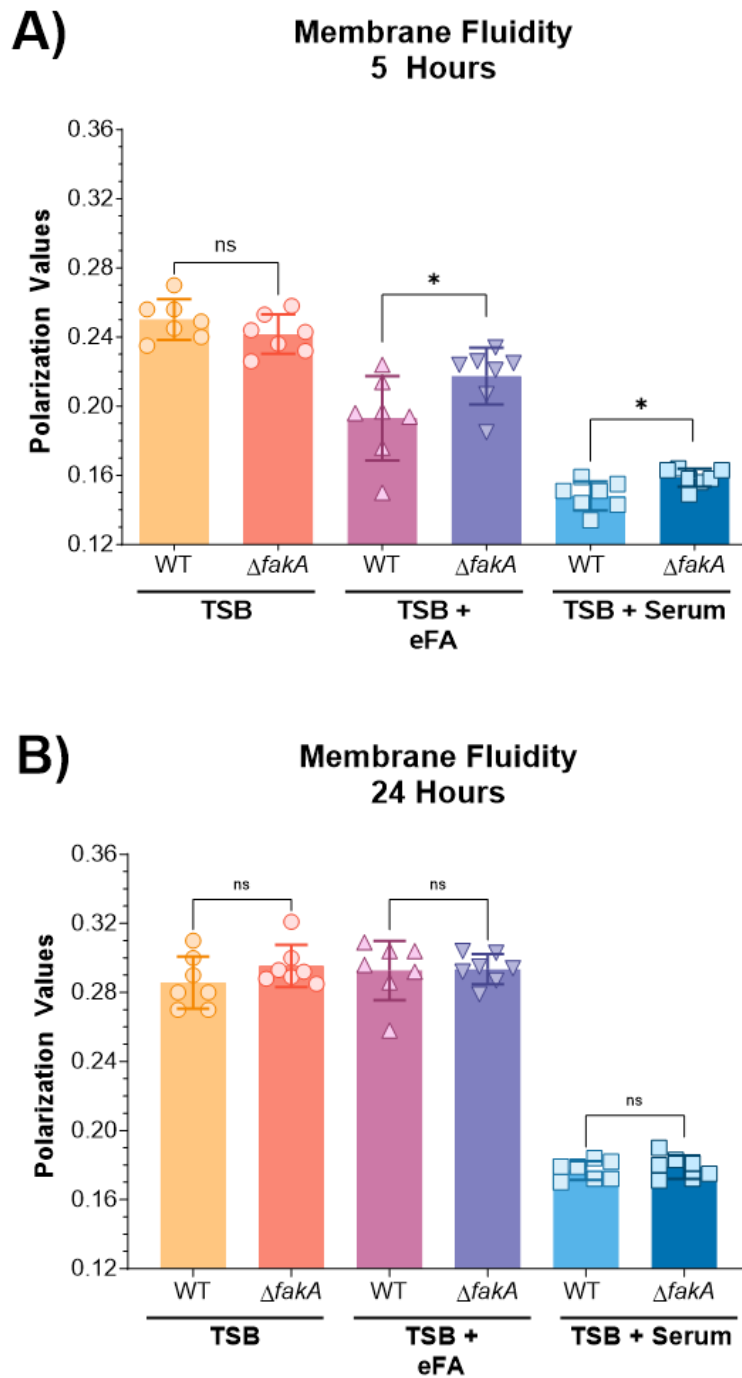 A)
Membrane Fluidity
5 Hours
Polarization Values
0.36
0.32
0.28
0.24
0.20
0.16
0.12
ns
*
*
WT ΔfakA WT ΔfakA WT ΔfakA
TSB TSB + TSB + Serum
eFA
B)
Membrane Fluidity
24 Hours
Polarization Values
0.36
0.32
0.28
0.24
0.20
0.16
0.12
ns ns
ns
WT ΔfakA WT ΔfakA WT ΔfakA
TSB TSB + TSB + Serum
eFA